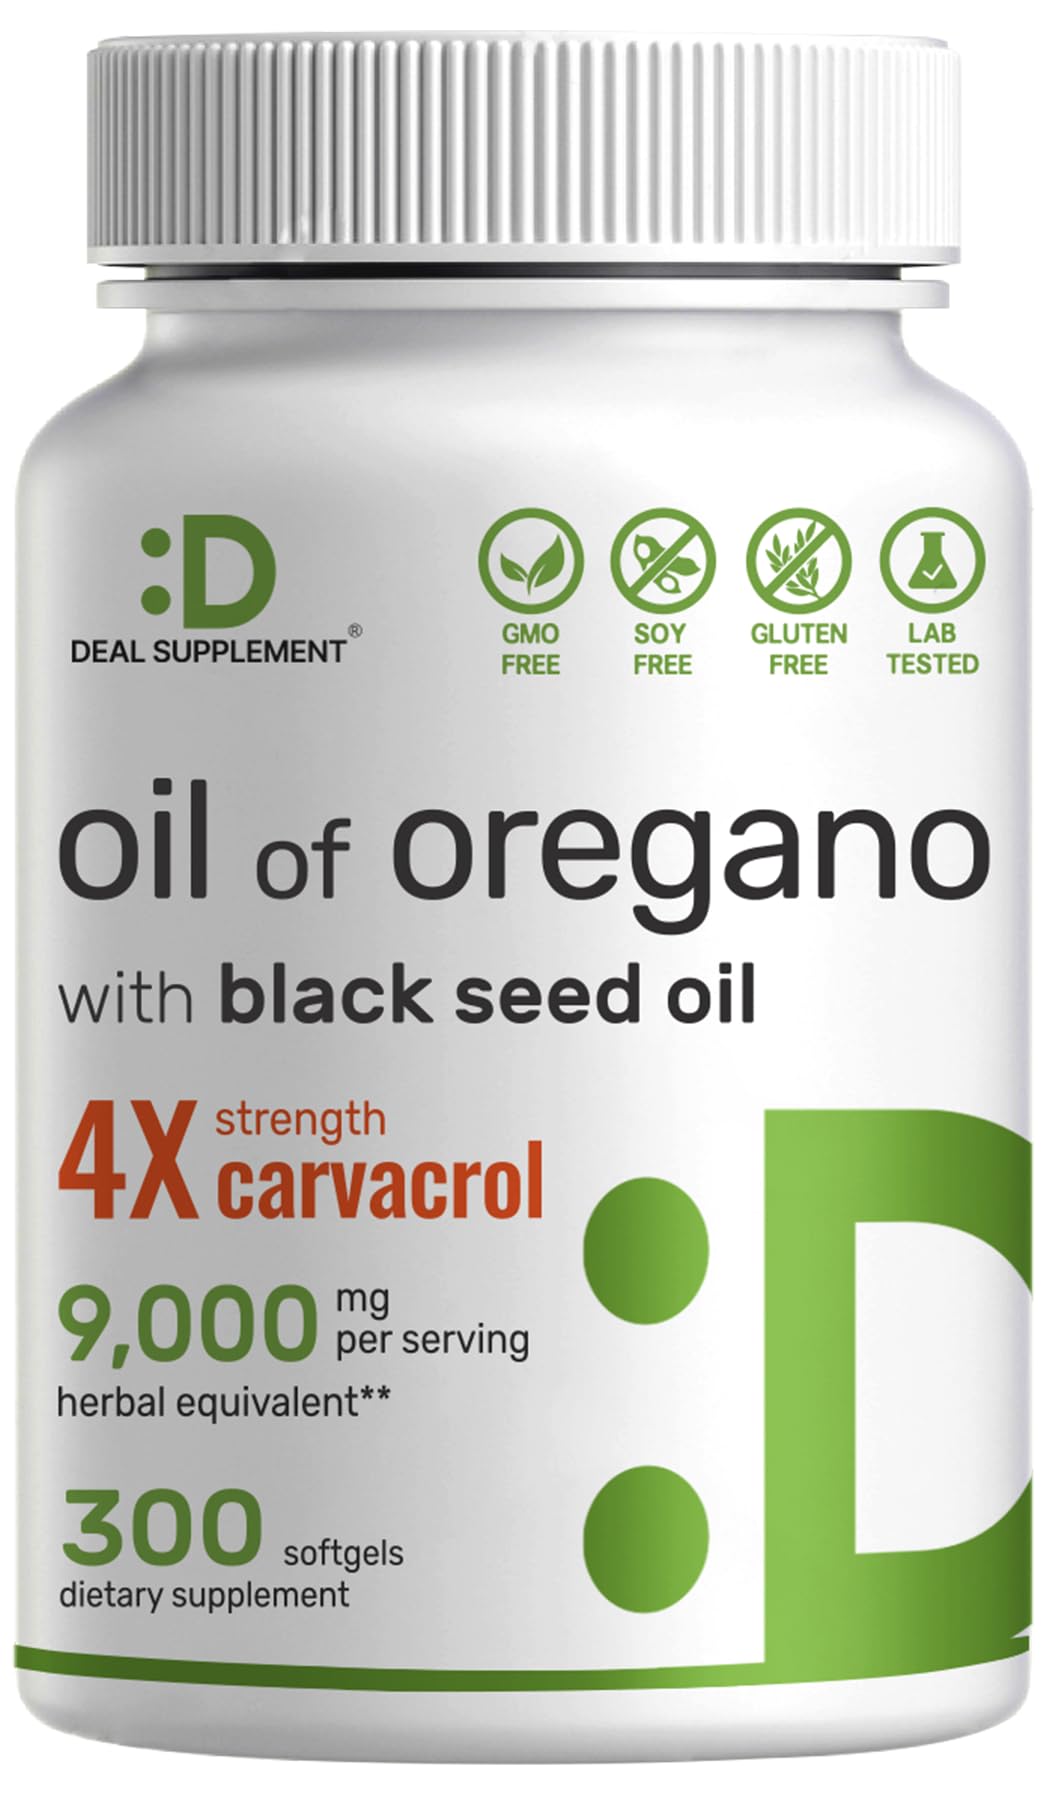 :D
DEAL SUPPLEMENT®
GMO
FREE
SOY
FREE
GLUTEN
FREE
LAB
TESTED
oil of oregano
with black seed oil
4X strength
carvacrol
9,000 mg
per serving
herbal equivalent**
300 softgels
dietary supplement
:D